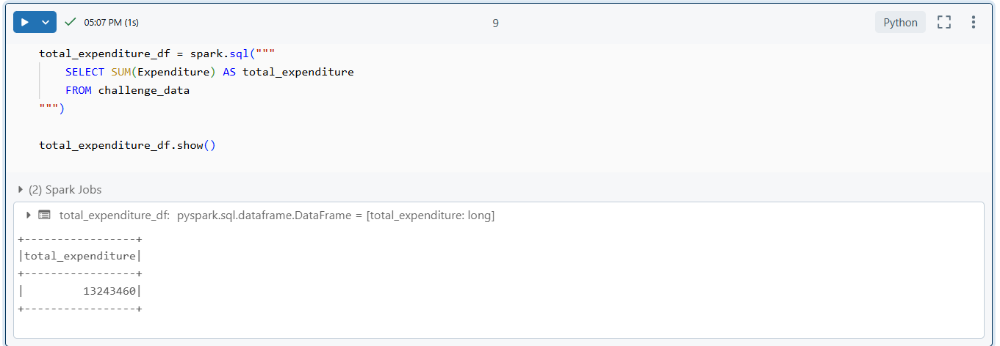 05:07 PM (1s)
9
Python
total_expenditure_df = spark.sql("""
    SELECT SUM(Expenditure) AS total_expenditure
    FROM challenge_data
""")
total_expenditure_df.show()
(2) Spark Jobs
total_expenditure_df: pyspark.sql.dataframe.DataFrame = [total_expenditure: long]
+-----------------+
|total_expenditure|
+-----------------+
|         13243460|
+-----------------+